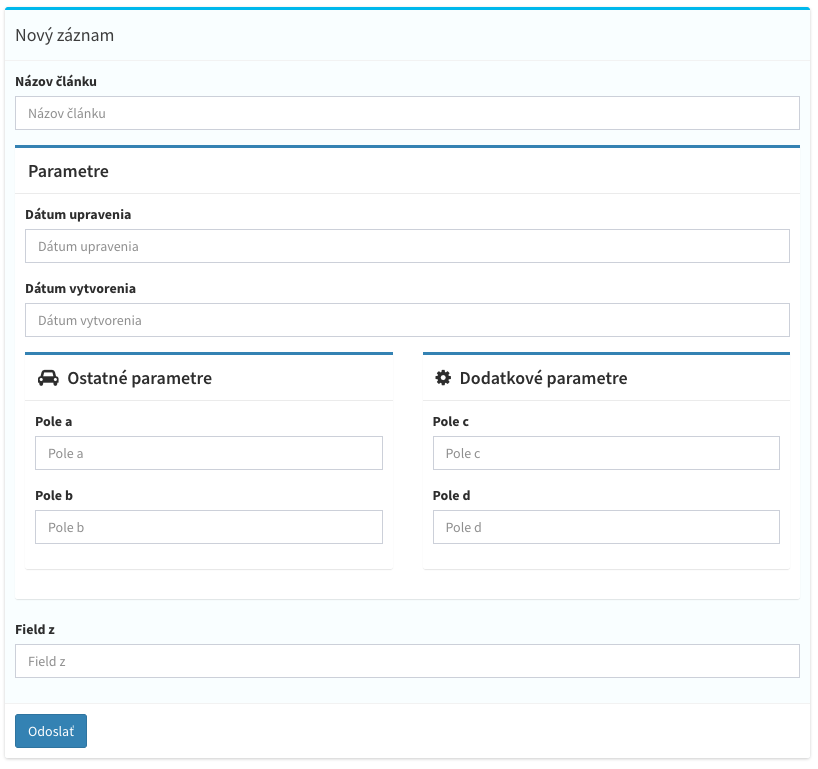 Nový záznam
Názov článku
Názov článku
Parametre
Dátum upravenia
Dátum upravenia
Dátum vytvorenia
Dátum vytvorenia
Ostatné parametre
Pole a
Pole a
Pole b
Pole b
Dodatkové parametre
Pole c
Pole c
Pole d
Pole d
Field z
Field z
Odoslať